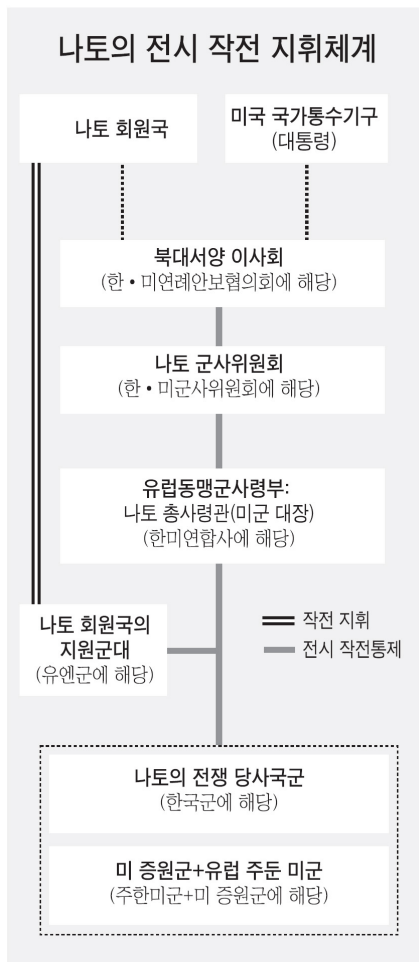 나토의 전시 작전 지휘체계
나토 회원국
미국 국가통수기구
(대통령)
북대서양 이사회
(한•미연례안보협의회에 해당)
나토 군사위원회
(한•미군사위원회에 해당)
유럽동맹군사령부:
나토 총사령관(미군 대장)
(한미연합사에 해당)
나토 회원국의
지원군대
(유엔군에 해당)
작전 지휘
전시 작전통제
나토의 전쟁 당사국군
(한국군에 해당)
미 증원군+유럽 주둔 미군
(주한미군+미 증원군에 해당)